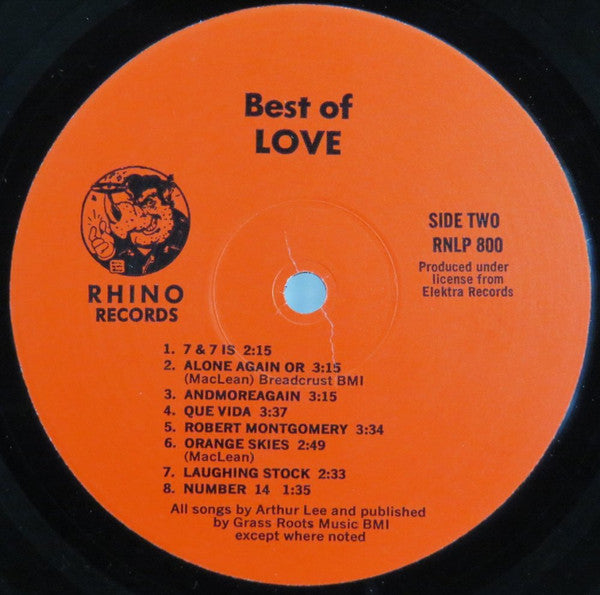 Best of
LOVE
RHINO
RECORDS
SIDE TWO
RNLP 800
Produced under
license from
Elektra Records
1. 7 & 7 IS 2:15
2. ALONE AGAIN OR 3:15
(MacLean) Breadcrust BMI
3. ANDMOREAGAIN 3:15
4. QUE VIDA 3:37
5. ROBERT MONTGOMERY 3:34
6. ORANGE SKIES 2:49
(MacLean)
7. LAUGHING STOCK 2:33
8. NUMBER 14 1:35
All songs by Arthur Lee and published
by Grass Roots Music BMI
except where noted